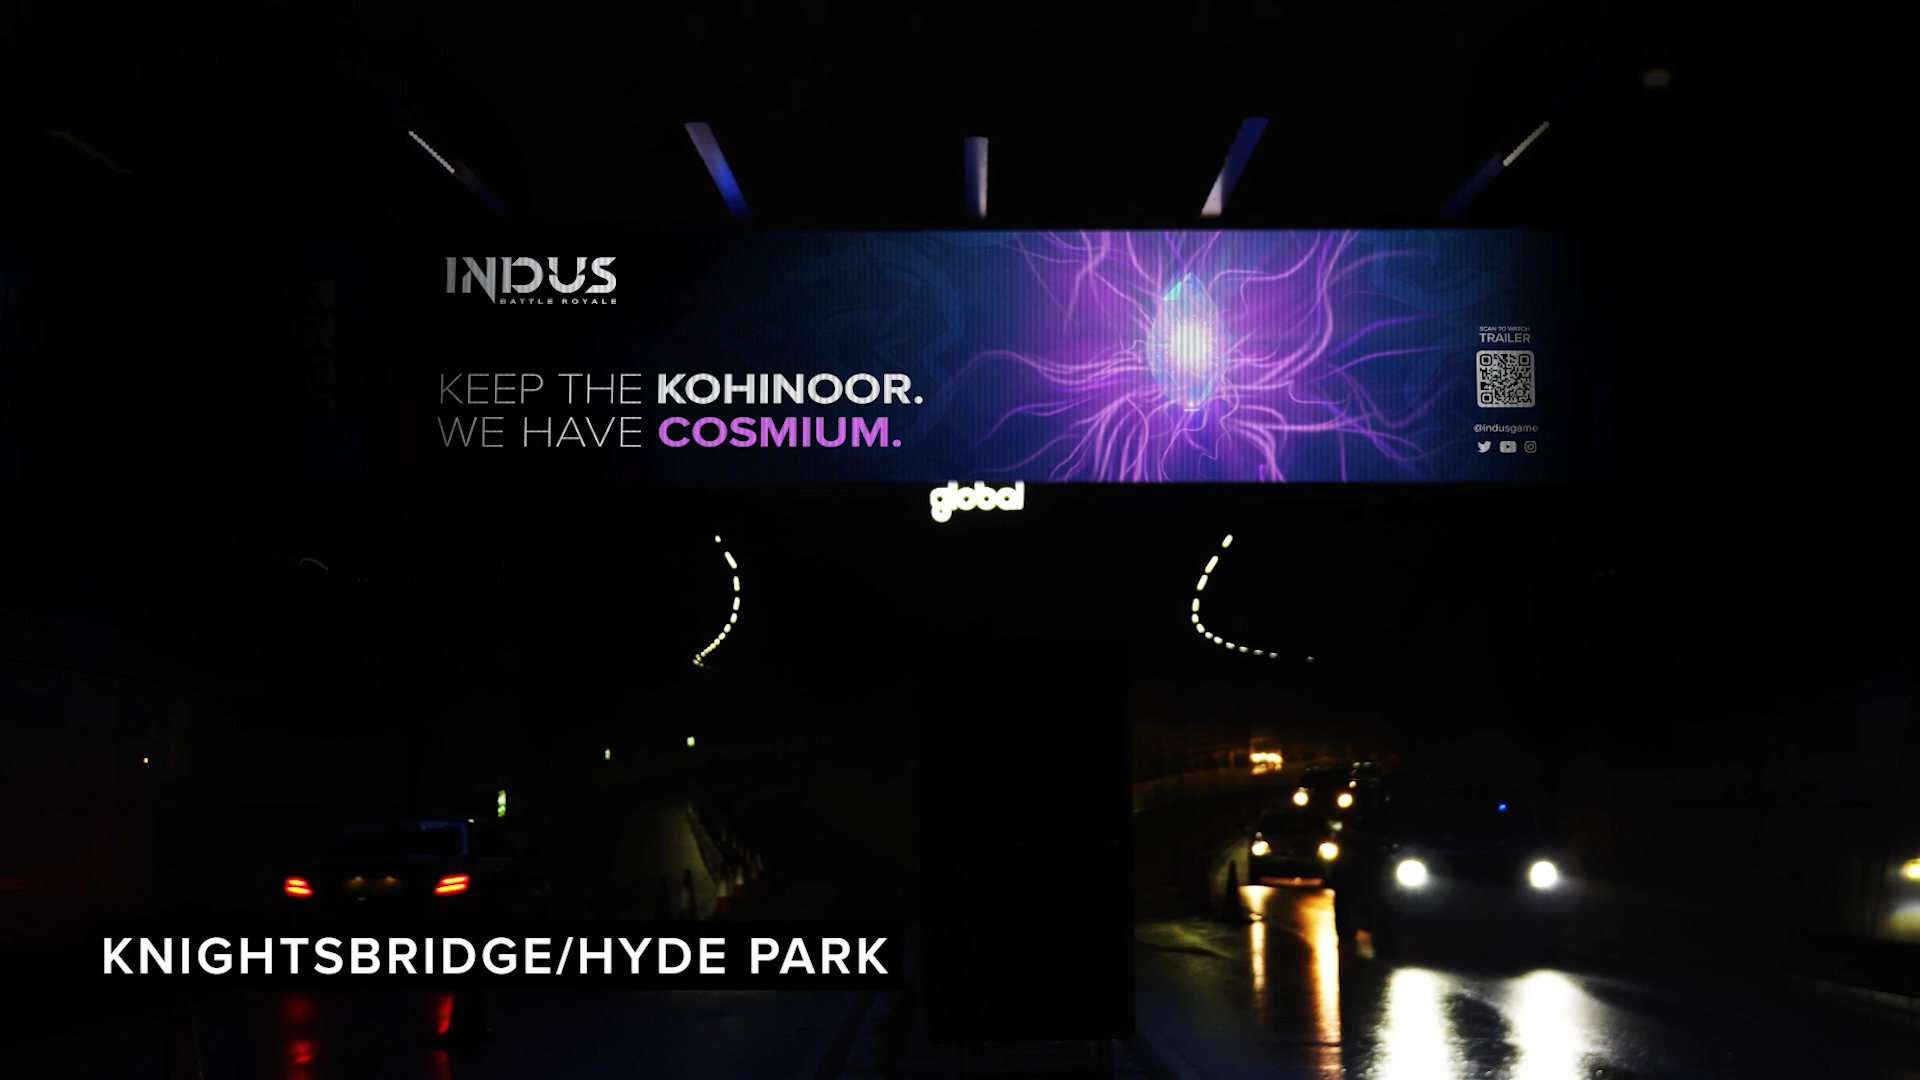 INDUS
BATTLE ROYALE
KEEP THE KOHINOOR.
WE HAVE COSMIUM.
SCAN TO WATCH
TRAILER
@indusgame
global
KNIGHTSBRIDGE/HYDE PARK